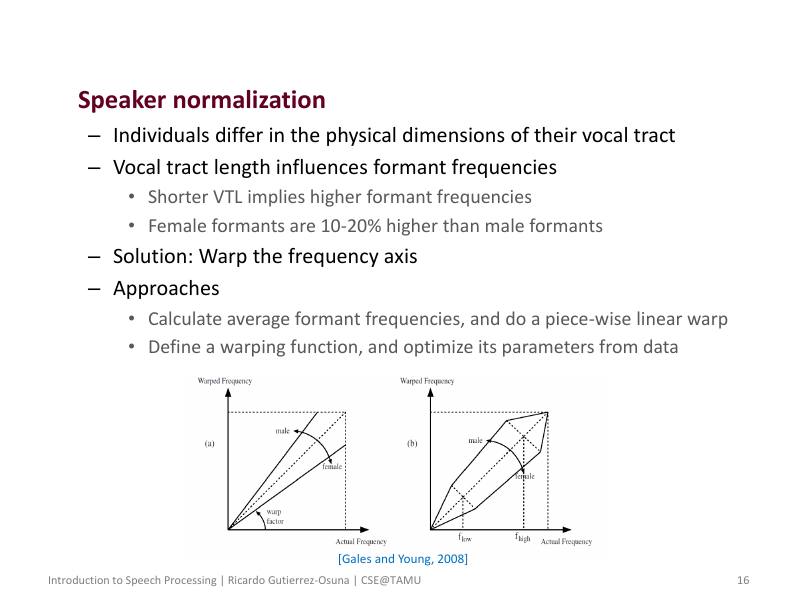 Speaker normalization
– Individuals differ in the physical dimensions of their vocal tract
– Vocal tract length influences formant frequencies
• Shorter VTL implies higher formant frequencies
• Female formants are 10-20% higher than male formants
– Solution: Warp the frequency axis
– Approaches
• Calculate average formant frequencies, and do a piece-wise linear warp
• Define a warping function, and optimize its parameters from data
Warped Frequency
(a)
male
female
warp
factor
Actual Frequency
Warped Frequency
(b)
male
female
flow
fhigh
Actual Frequency
[Gales and Young, 2008]
Introduction to Speech Processing | Ricardo Gutierrez-Osuna | CSE@TAMU
16